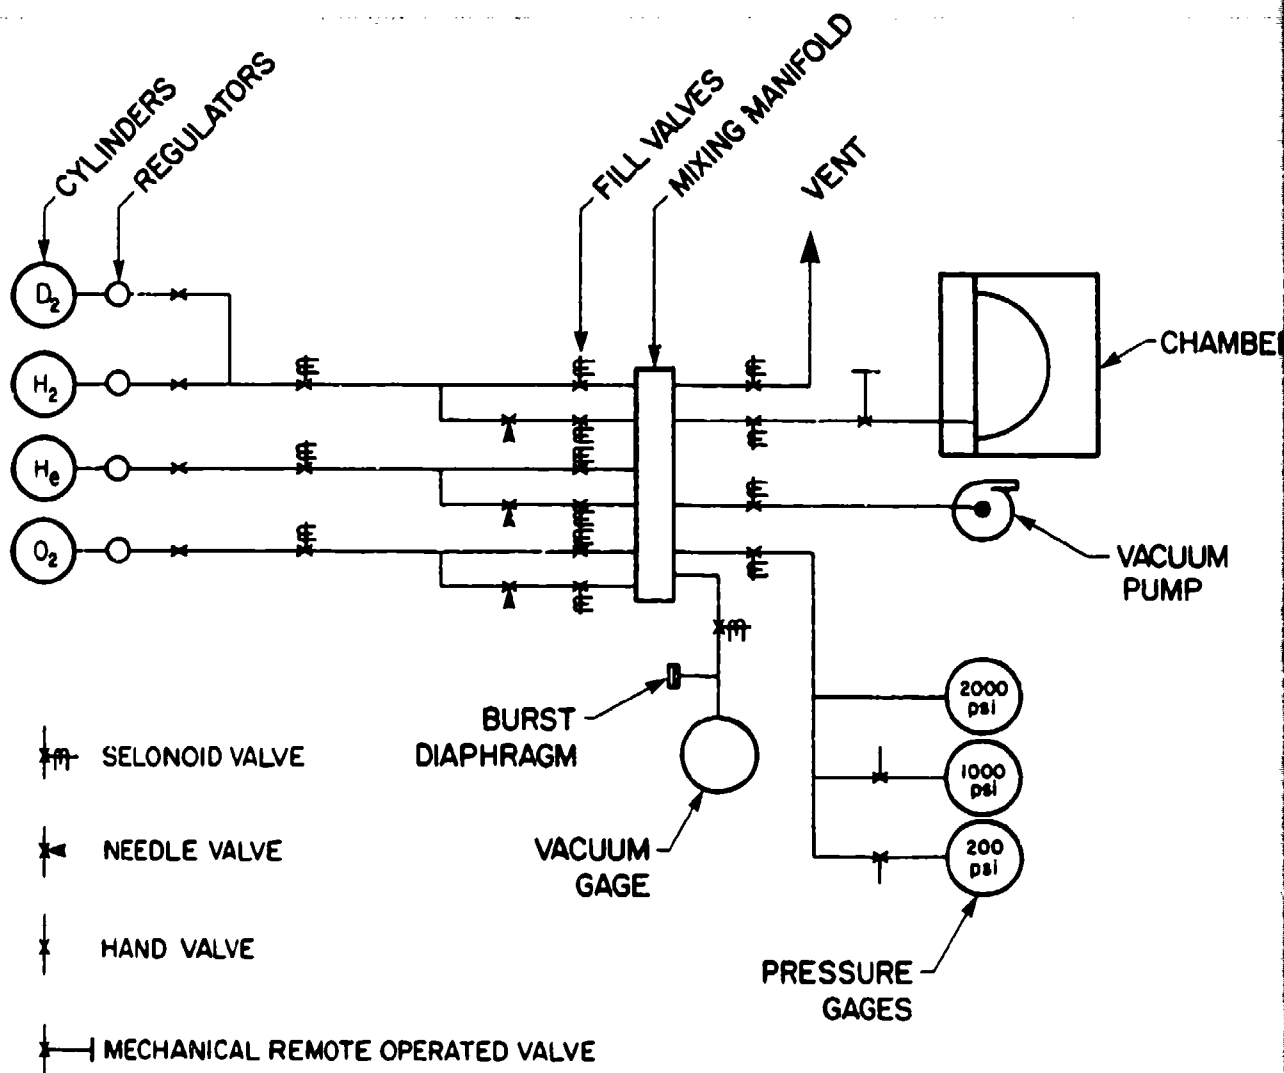 CYLINDERS
REGULATORS
FILL VALVES
MIXING MANIFOLD
VENT
D2
H2
He
O2
CHAMBE
VACUUM
PUMP
BURST
DIAPHRAGM
VACUUM
GAGE
2000
psi
1000
psi
200
psi
PRESSURE
GAGES
SELONOID VALVE
NEEDLE VALVE
HAND VALVE
MECHANICAL REMOTE OPERATED VALVE